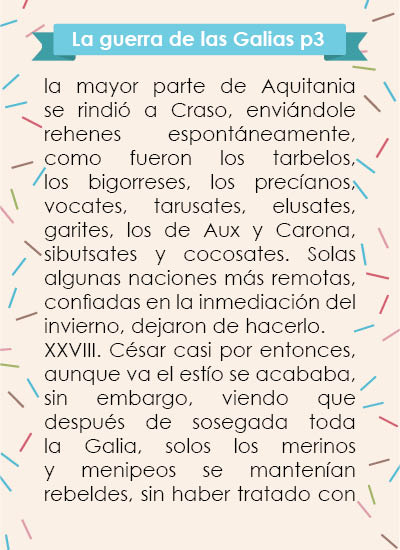 La guerra de las Galias p3
la mayor parte de Aquitania
se rindió a Craso, enviándole
rehenes espontáneamente,
como fueron los tarbelos,
los bigorreses, los precíanos,
vocates, tarusates, elusates,
garites, los de Aux y Carona,
sibutsates y cocosates. Solas
algunas naciones más remotas,
confiadas en la inmediación del
invierno, dejaron de hacerlo.
XXVIII. César casi por entonces,
aunque va el estío se acababa,
sin embargo, viendo que
después de sosegada toda
la Galia, solos los merinos
y menipeos se mantenían
rebeldes, sin haber tratado con